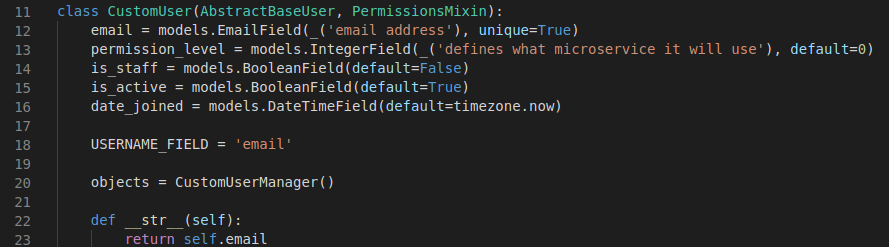 11 class CustomUser(AbstractBaseUser, PermissionsMixin):
12     email = models.EmailField(_('email address'), unique=True)
13     permission_level = models.IntegerField(_('defines what microservice it will use'), default=0)
14     is_staff = models.BooleanField(default=False)
15     is_active = models.BooleanField(default=True)
16     date_joined = models.DateTimeField(default=timezone.now)
17
18     USERNAME_FIELD = 'email'
19
20     objects = CustomUserManager()
21
22     def __str__(self):
23         return self.email